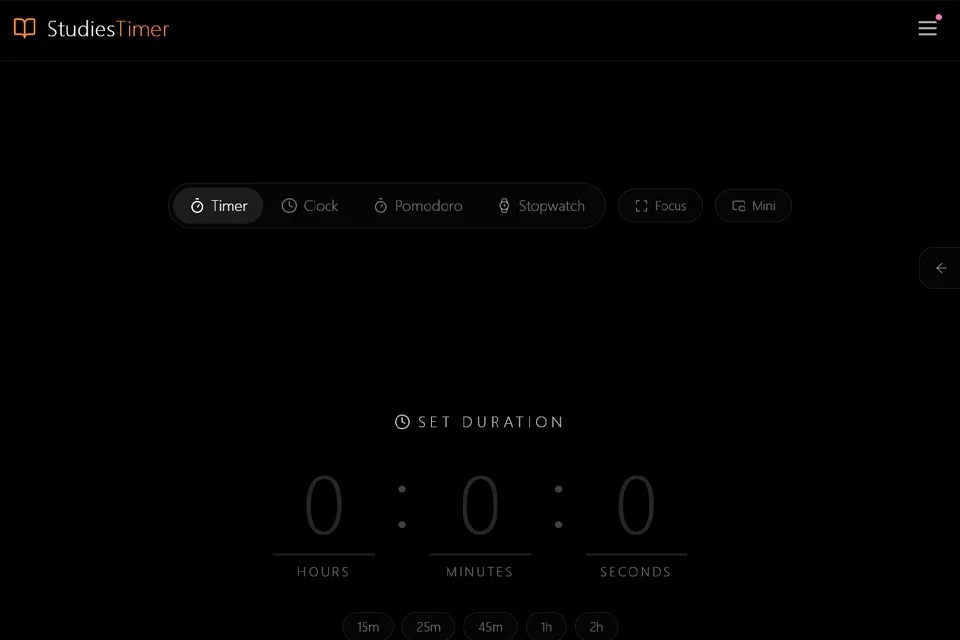 StudiesTimer
Timer Clock Pomodoro Stopwatch Focus Mini
SET DURATION
0 : 0 : 0
HOURS MINUTES SECONDS
15m 25m 45m 1h 2h